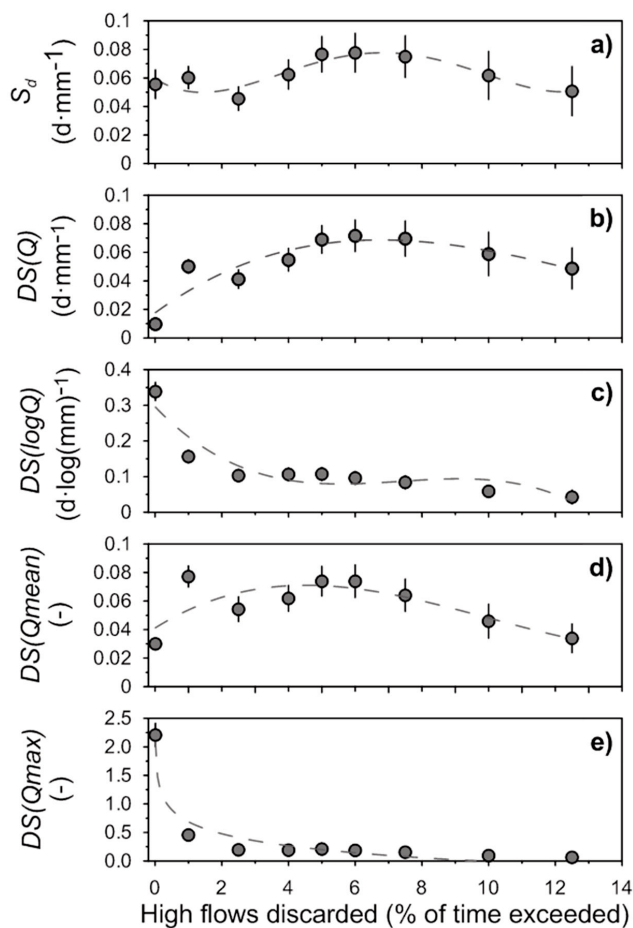 a)
0.1
0.08
0.06
0.04
0.02
0
S_d
(d·mm⁻¹)
b)
0.1
0.08
0.06
0.04
0.02
0
DS(Q)
(d·mm⁻¹)
c)
0.4
0.3
0.2
0.1
0
DS(logQ)
(d·log(mm)⁻¹)
d)
0.1
0.08
0.06
0.04
0.02
0
DS(Qmean)
(-)
e)
2.5
2.0
1.5
1.0
0.5
0.0
DS(Qmax)
(-)
0 2 4 6 8 10 12 14
High flows discarded (% of time exceeded)